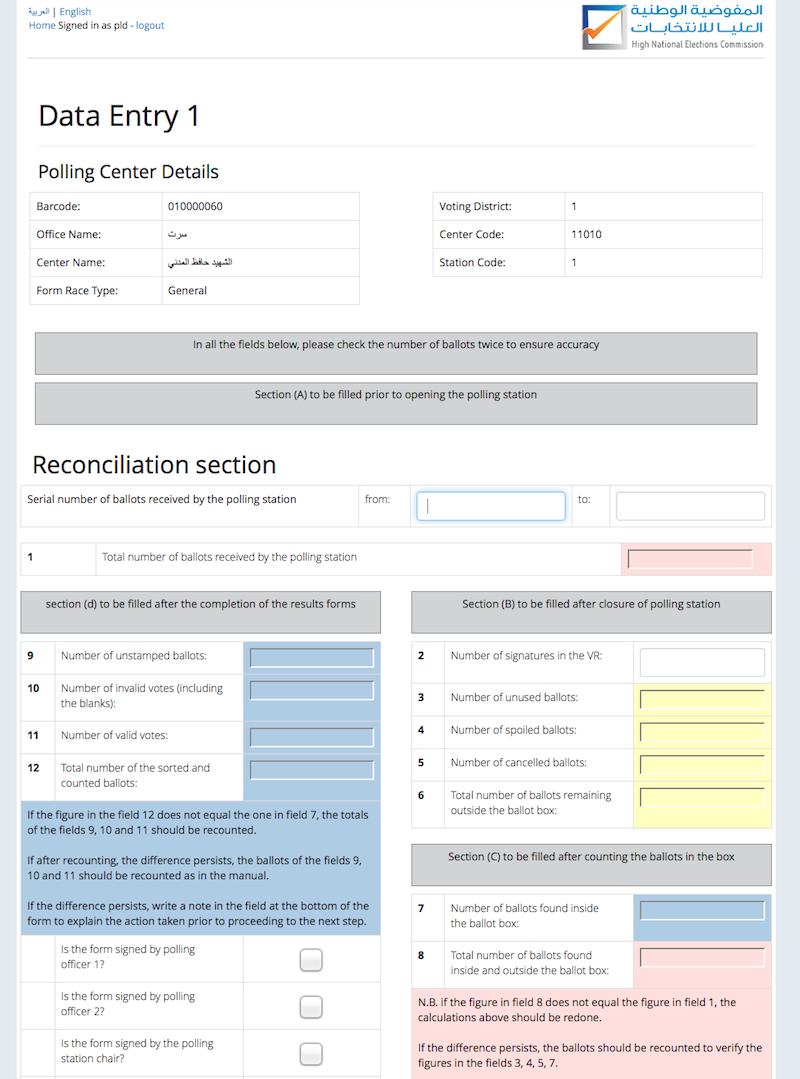 العربية | English
Home Signed in as pld - logout
المفوضية الوطنية
العليا للانتخابات
High National Elections Commission
Data Entry 1
Polling Center Details
Barcode: 010000060
Office Name: سرت
Center Name: الشهيد حافظ المدني
Form Race Type: General
Voting District: 1
Center Code: 11010
Station Code: 1
In all the fields below, please check the number of ballots twice to ensure accuracy
Section (A) to be filled prior to opening the polling station
Reconciliation section
Serial number of ballots received by the polling station from: to:
1 Total number of ballots received by the polling station
section (d) to be filled after the completion of the results forms
9 Number of unstamped ballots:
10 Number of invalid votes (including
the blanks):
11 Number of valid votes:
12 Total number of the sorted and
counted ballots:
If the figure in the field 12 does not equal the one in field 7, the totals
of the fields 9, 10 and 11 should be recounted.
If after recounting, the difference persists, the ballots of the fields 9,
10 and 11 should be recounted as in the manual.
If the difference persists, write a note in the field at the bottom of the
form to explain the action taken prior to proceeding to the next step.
Is the form signed by polling
officer 1?
Is the form signed by polling
officer 2?
Is the form signed by the polling
station chair?
Section (B) to be filled after closure of polling station
2 Number of signatures in the VR:
3 Number of unused ballots:
4 Number of spoiled ballots:
5 Number of cancelled ballots:
6 Total number of ballots remaining
outside the ballot box:
Section (C) to be filled after counting the ballots in the box
7 Number of ballots found inside
the ballot box:
8 Total number of ballots found
inside and outside the ballot box:
N.B. if the figure in field 8 does not equal the figure in field 1, the
calculations above should be redone.
If the difference persists, the ballots should be recounted to verify the
figures in the fields 3, 4, 5, 7.